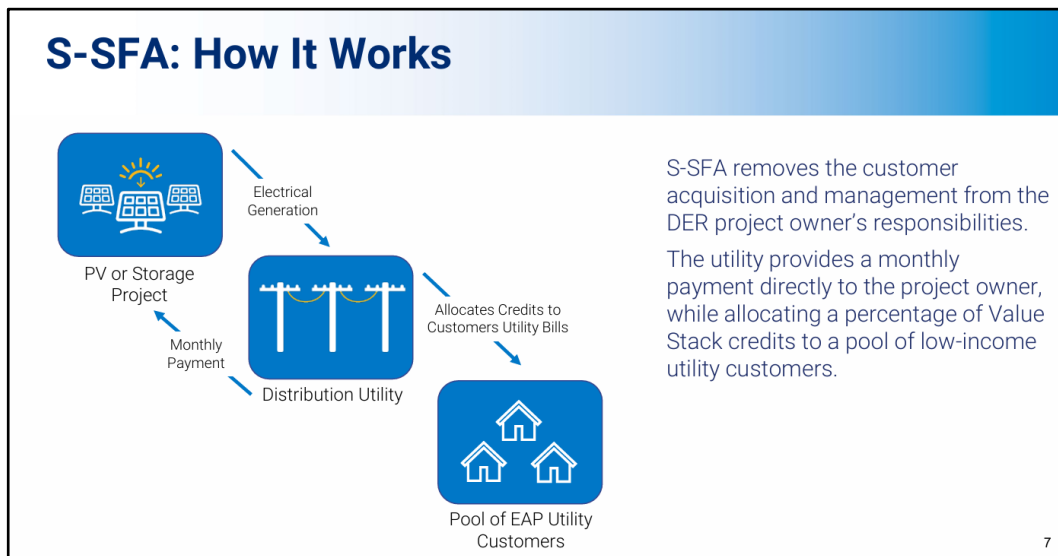 S-SFA: How It Works
Electrical
Generation
PV or Storage
Project
Monthly
Payment
Distribution Utility
Allocates Credits to
Customers Utility Bills
Pool of EAP Utility
Customers
S-SFA removes the customer
acquisition and management from the
DER project owner’s responsibilities.
The utility provides a monthly
payment directly to the project owner,
while allocating a percentage of Value
Stack credits to a pool of low-income
utility customers.
7